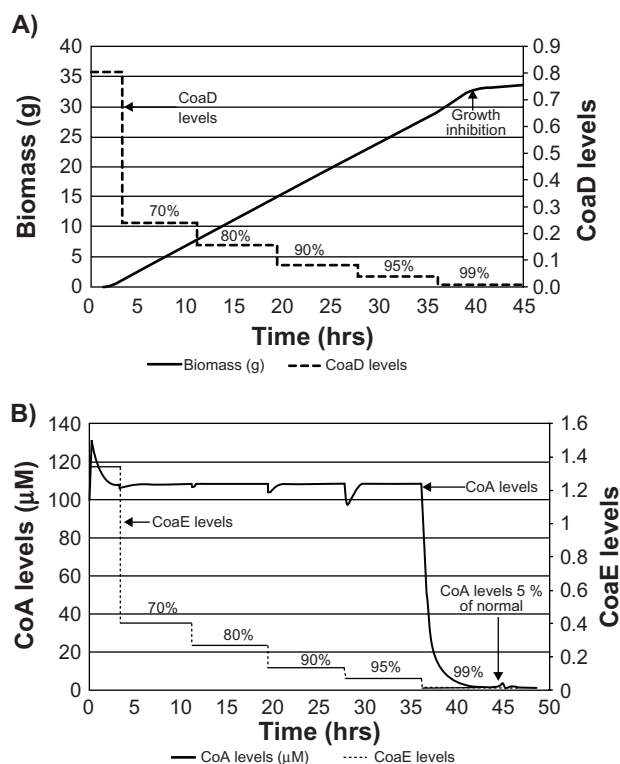 A)
Biomass (g)
40
35
30
25
20
15
10
5
0
CoaD
levels
70%
80%
90%
95%
99%
Growth
inhibition
0.9
0.8
0.7
0.6
0.5
0.4
0.3
0.2
0.1
0.0
CoaD levels
0 5 10 15 20 25 30 35 40 45
Time (hrs)
Biomass (g) CoaD levels
B)
CoA levels (µM)
140
120
100
80
60
40
20
0
CoaE levels
CoA levels
70%
80%
90%
95%
99%
CoA levels 5 %
of normal
1.6
1.4
1.2
1
0.8
0.6
0.4
0.2
0
CoaE levels
0 5 10 15 20 25 30 35 40 45 50
Time (hrs)
CoA levels (µM) CoaE levels